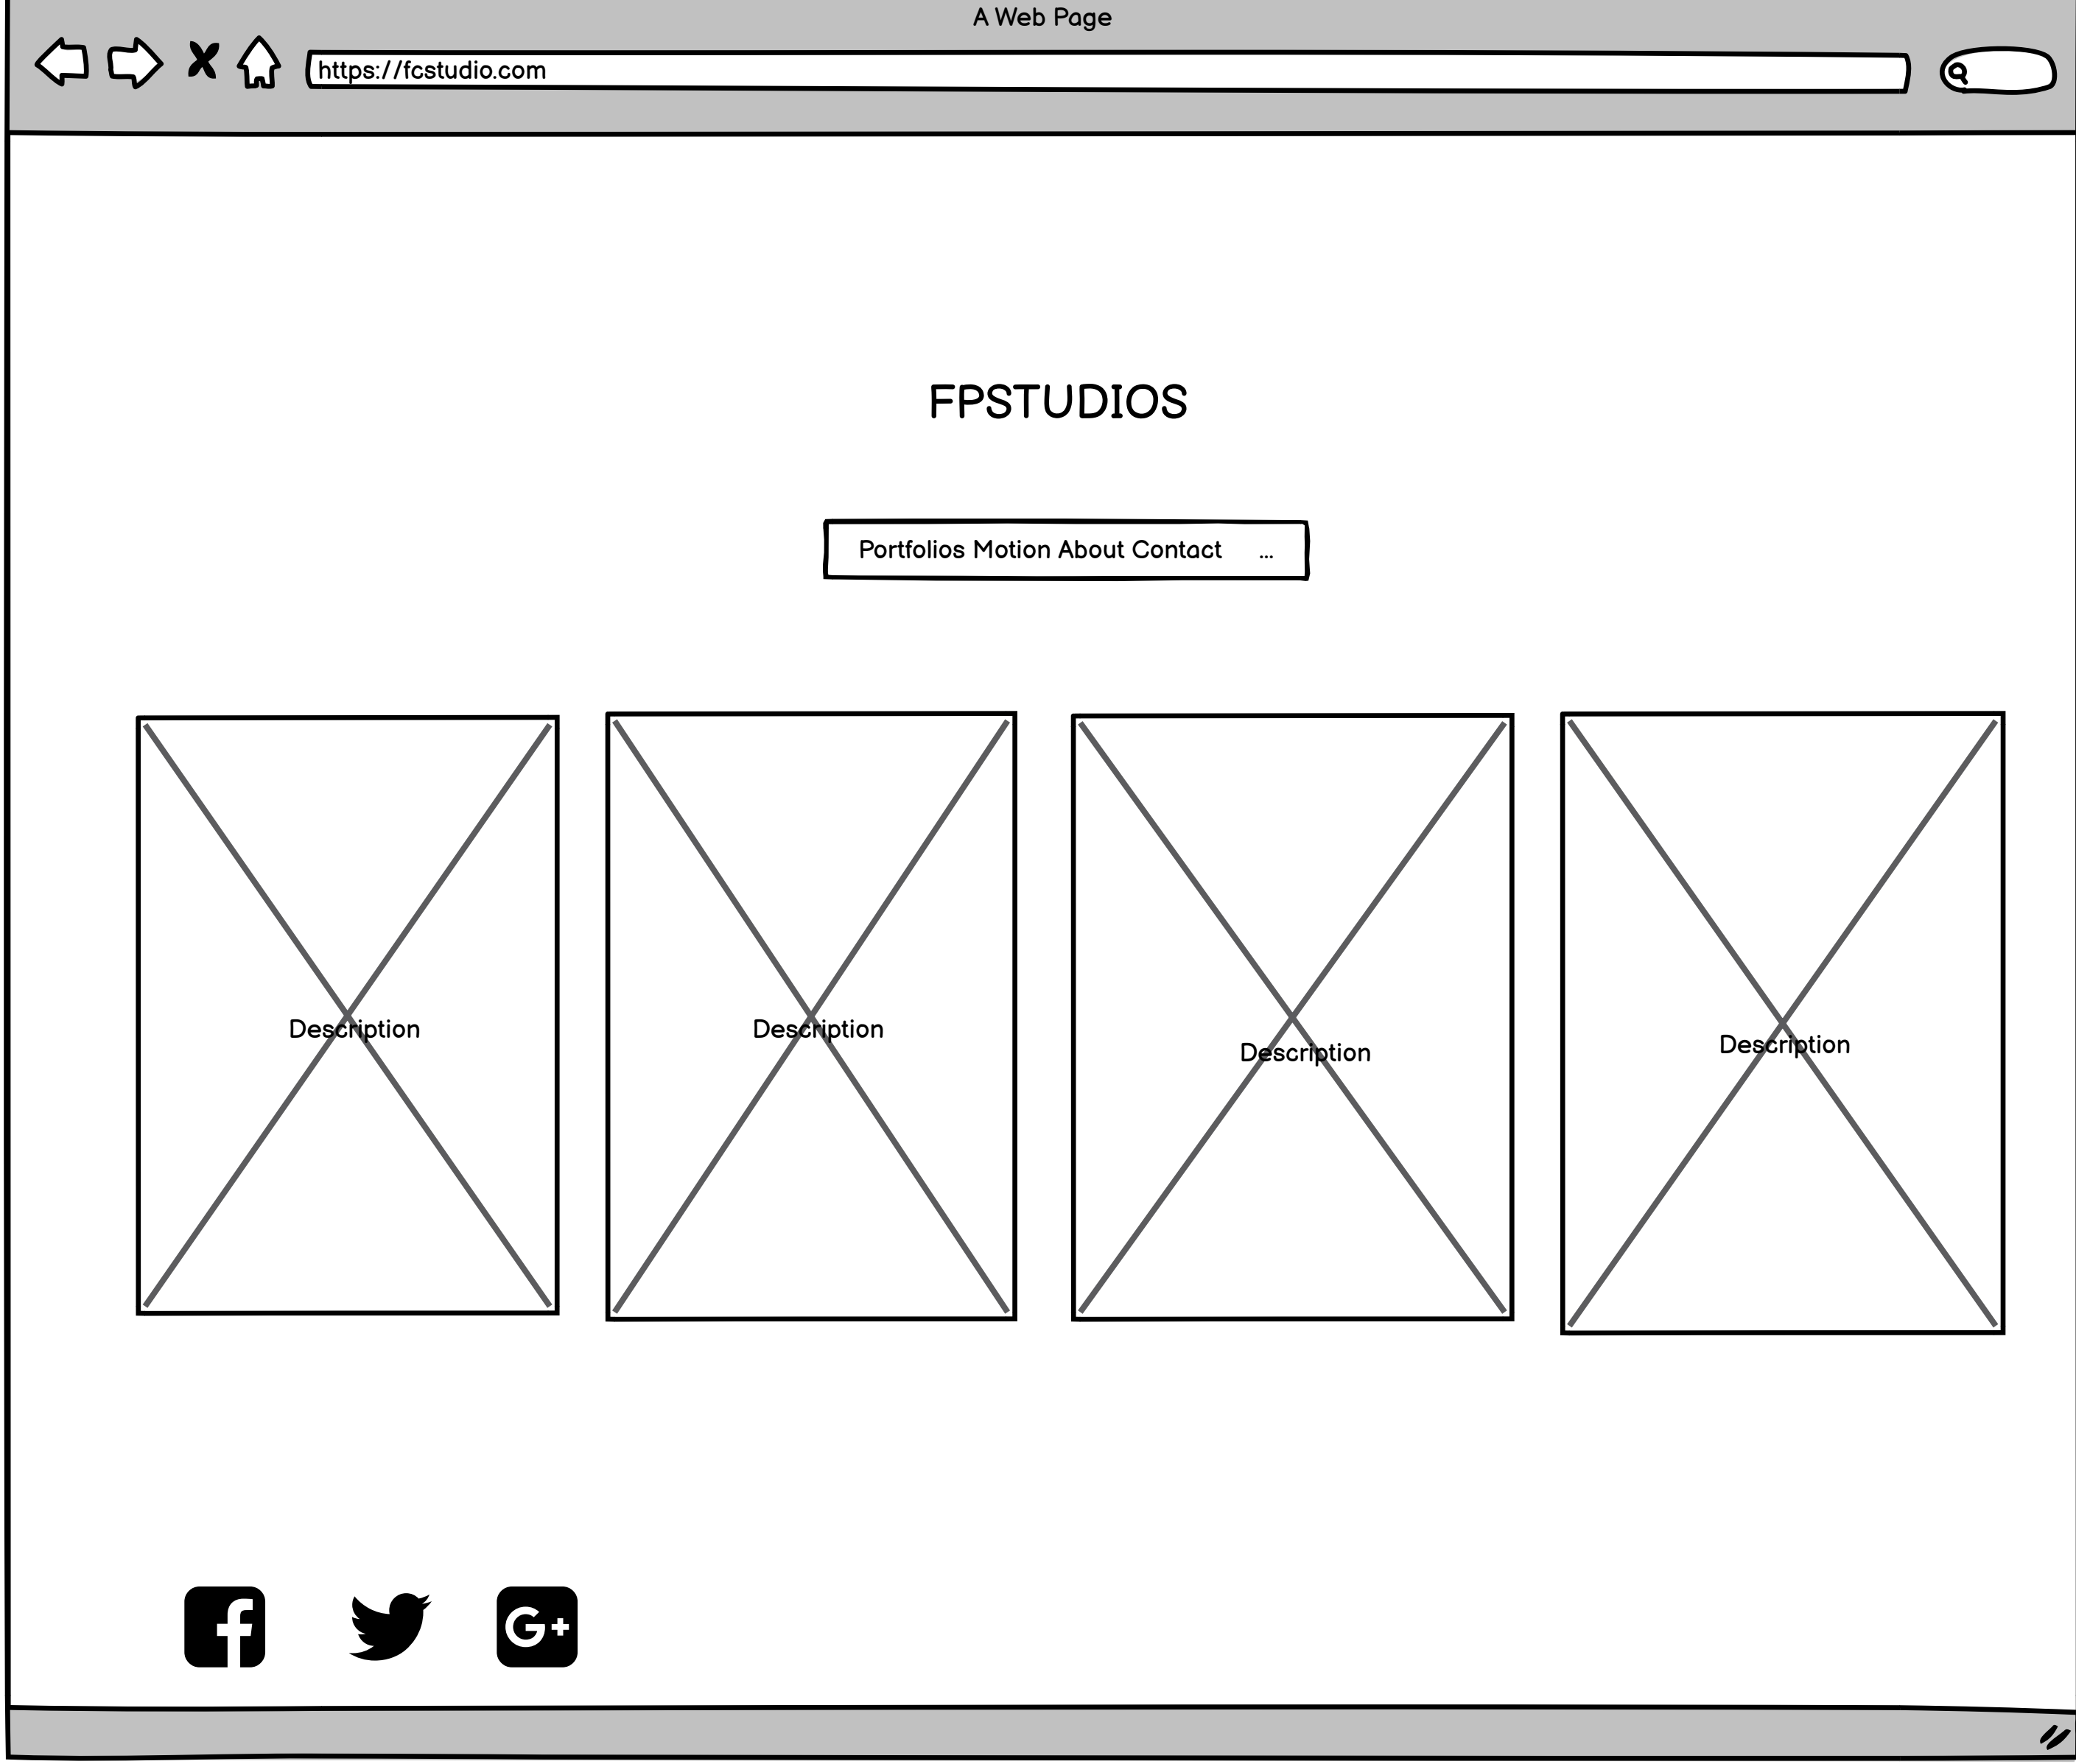 A Web Page
https://fcstudio.com
FPSTUDIOS
Portfolios Motion About Contact ...
Description
Description
Description
Description
G+